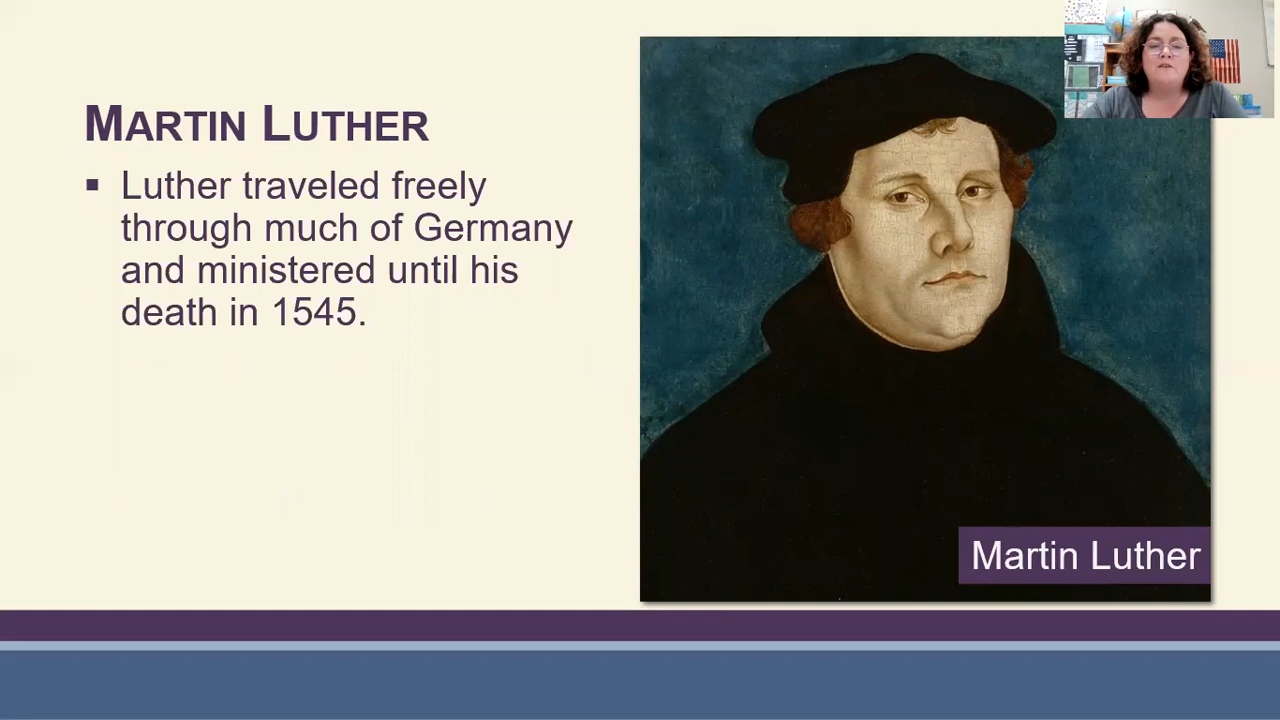 MARTIN LUTHER
▪ Luther traveled freely
through much of Germany
and ministered until his
death in 1545.
Martin Luther